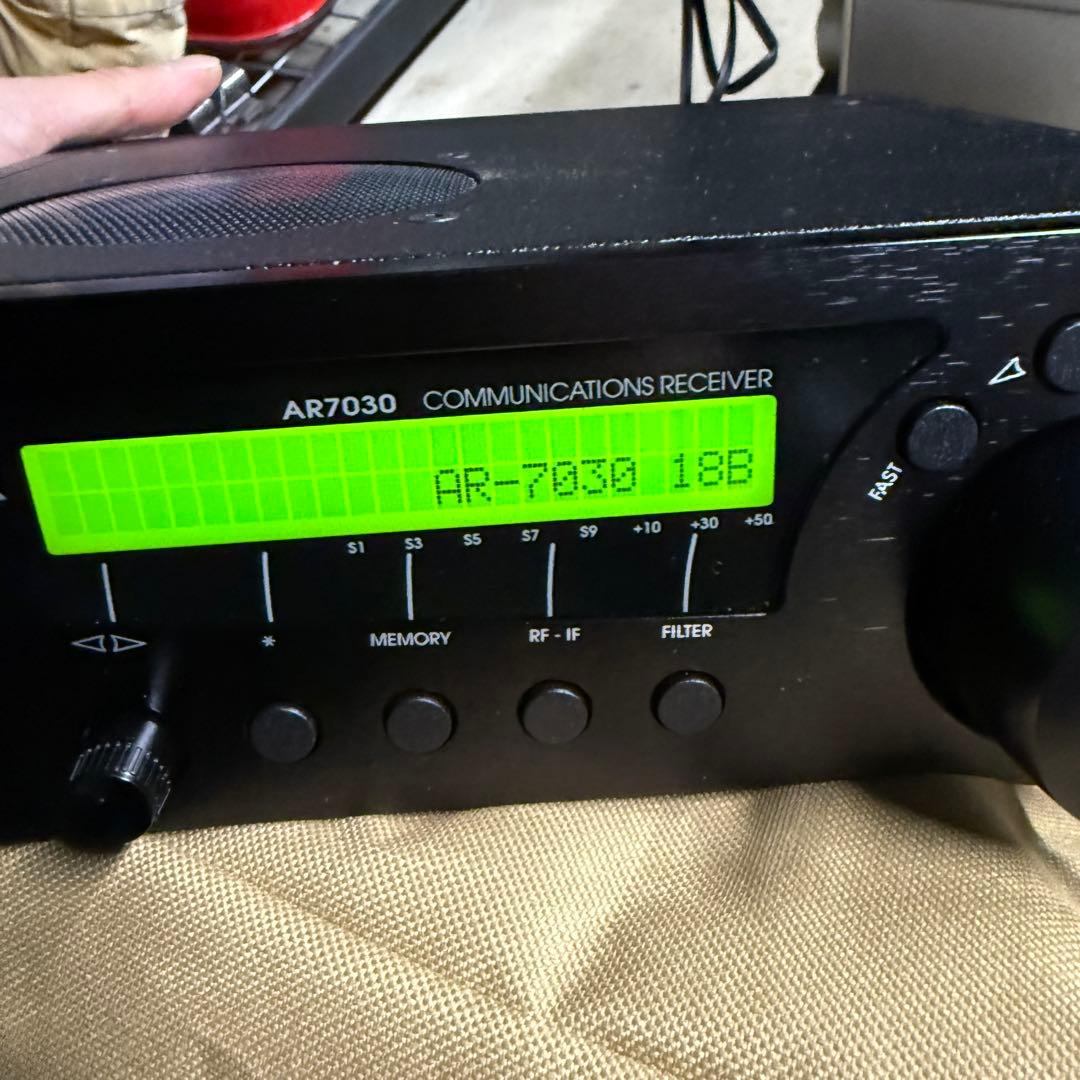 AR7030 COMMUNICATIONS RECEIVER
AR-7030 18B
S1 S3 S5 S7 S9 +10 +30 +50
* MEMORY RF - IF FILTER
FAST